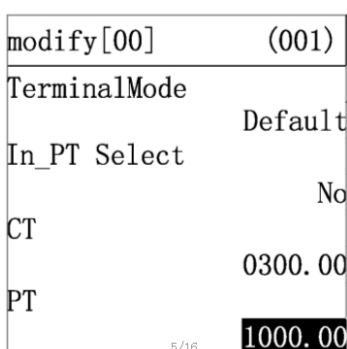 modify[00] (001)
TerminalMode
Default
In_PT Select
No
CT
0300.00
PT
1000.00
5/16